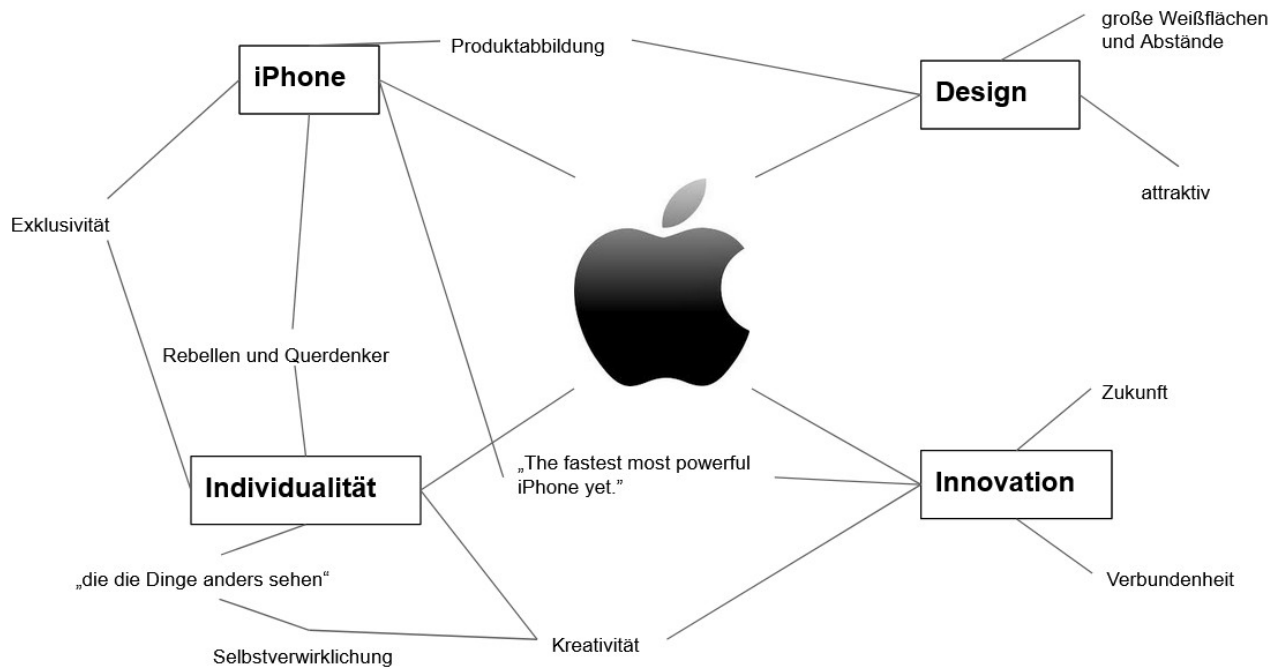 große Weißflächen
und Abstände
Produktabbildung
iPhone
Design
attraktiv
Exklusivität
Rebellen und Querdenker
Zukunft
„The fastest most powerful
iPhone yet.”
Individualität
Innovation
„die die Dinge anders sehen“
Verbundenheit
Kreativität
Selbstverwirklichung